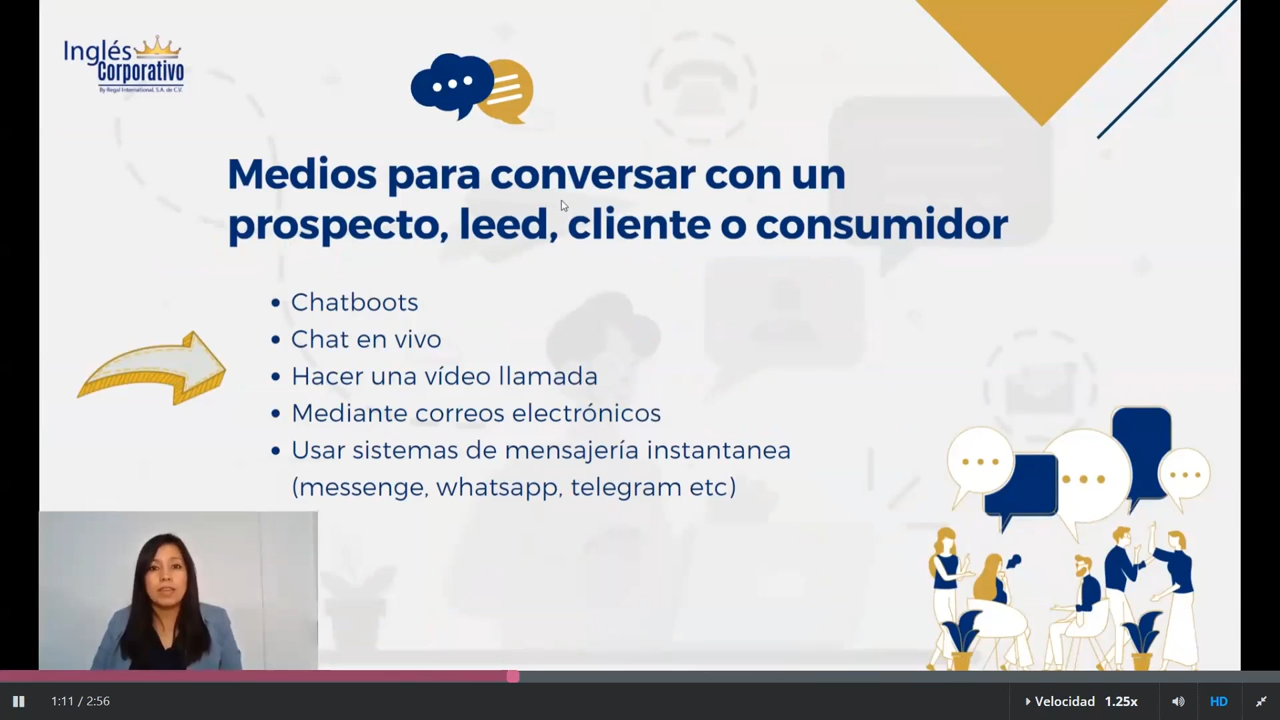 Inglés
Corporativo
By Regal International, S.A. de C.V.
Medios para conversar con un
prospecto, leed, cliente o consumidor
• Chatboots
• Chat en vivo
• Hacer una vídeo llamada
• Mediante correos electrónicos
• Usar sistemas de mensajería instantanea
(messenge, whatsapp, telegram etc)
1:11 / 2:56
Velocidad 1.25x
HD